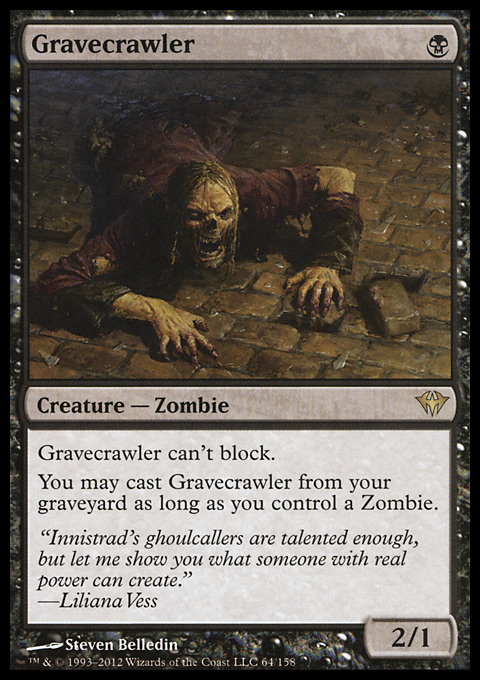 Gravecrawler
Creature — Zombie
Gravecrawler can't block.
You may cast Gravecrawler from your
graveyard as long as you control a Zombie.
“Innistrad's ghoulcallers are talented enough,
but let me show you what someone with real
power can create.”
—Liliana Vess
2/1
Steven Belledin
™ & © 1993–2012 Wizards of the Coast LLC 64/158